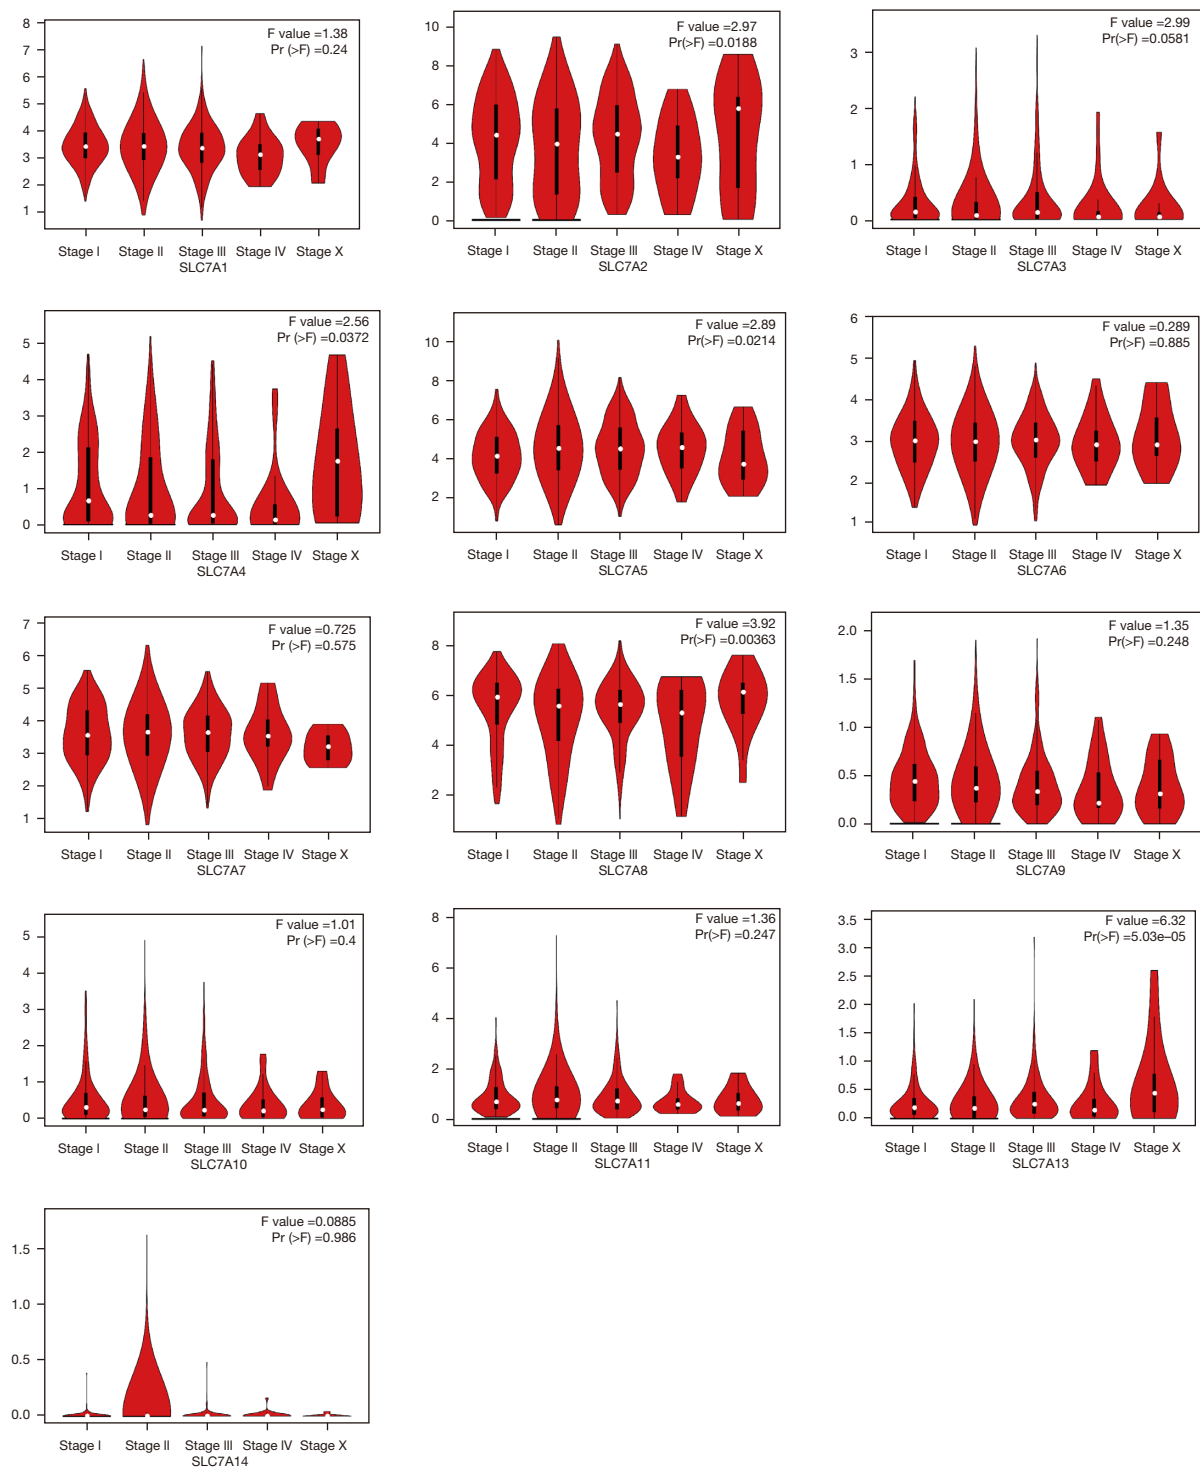 F value =1.38
Pr (>F) =0.24
8
7
6
5
4
3
2
1
Stage I Stage II Stage III Stage IV Stage X
SLC7A1
F value =2.97
Pr(>F) =0.0188
10
8
6
4
2
0
Stage I Stage II Stage III Stage IV Stage X
SLC7A2
F value =2.99
Pr(>F) =0.0581
3
2
1
0
Stage I Stage II Stage III Stage IV Stage X
SLC7A3
F value =2.56
Pr (>F) =0.0372
5
4
3
2
1
0
Stage I Stage II Stage III Stage IV Stage X
SLC7A4
F value =2.89
Pr(>F) =0.0214
10
8
6
4
2
Stage I Stage II Stage III Stage IV Stage X
SLC7A5
F value =0.289
Pr(>F) =0.885
6
5
4
3
2
1
Stage I Stage II Stage III Stage IV Stage X
SLC7A6
F value =0.725
Pr (>F) =0.575
7
6
5
4
3
2
1
Stage I Stage II Stage III Stage IV Stage X
SLC7A7
F value =3.92
Pr(>F) =0.00363
8
6
4
2
Stage I Stage II Stage III Stage IV Stage X
SLC7A8
F value =1.35
Pr(>F) =0.248
2.0
1.5
1.0
0.5
0.0
Stage I Stage II Stage III Stage IV Stage X
SLC7A9
F value =1.01
Pr (>F) =0.4
5
4
3
2
1
0
Stage I Stage II Stage III Stage IV Stage X
SLC7A10
F value =1.36
Pr(>F) =0.247
8
6
4
2
0
Stage I Stage II Stage III Stage IV Stage X
SLC7A11
F value =6.32
Pr(>F) =5.03e–05
3.5
3.0
2.5
2.0
1.5
1.0
0.5
0.0
Stage I Stage II Stage III Stage IV Stage X
SLC7A13
F value =0.0885
Pr (>F) =0.986
1.5
1.0
0.5
0.0
Stage I Stage II Stage III Stage IV Stage X
SLC7A14